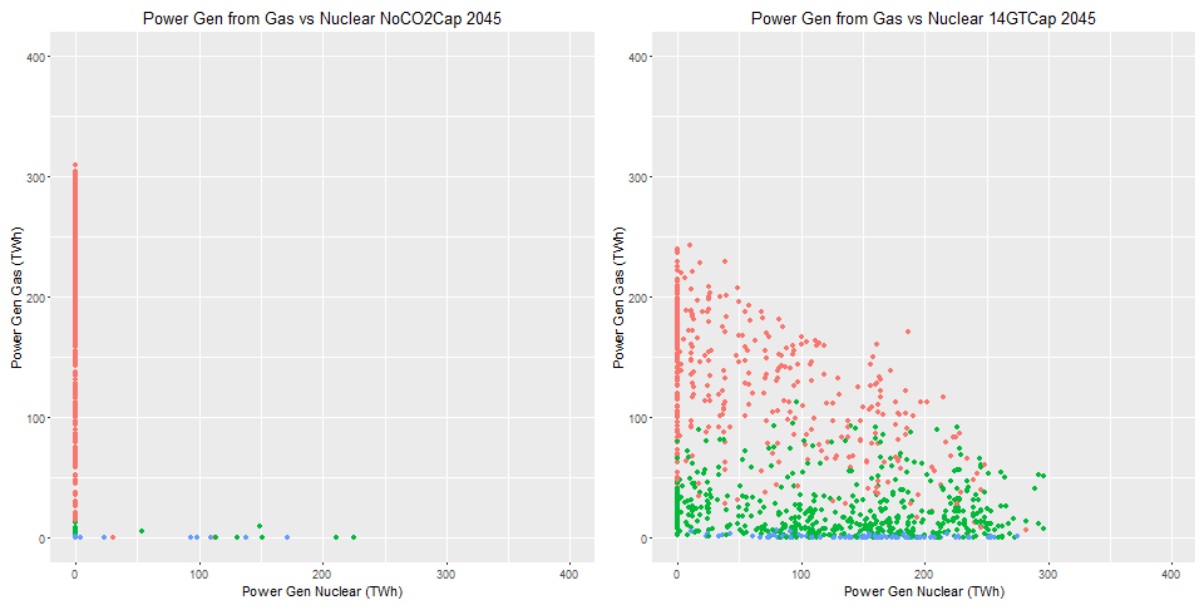 Power Gen from Gas vs Nuclear NoCO2Cap 2045
400
300
200
100
0
Power Gen Gas (TWh)
0 100 200 300 400
Power Gen Nuclear (TWh)
Power Gen from Gas vs Nuclear 14GTCap 2045
400
300
200
100
0
Power Gen Gas (TWh)
0 100 200 300 400
Power Gen Nuclear (TWh)